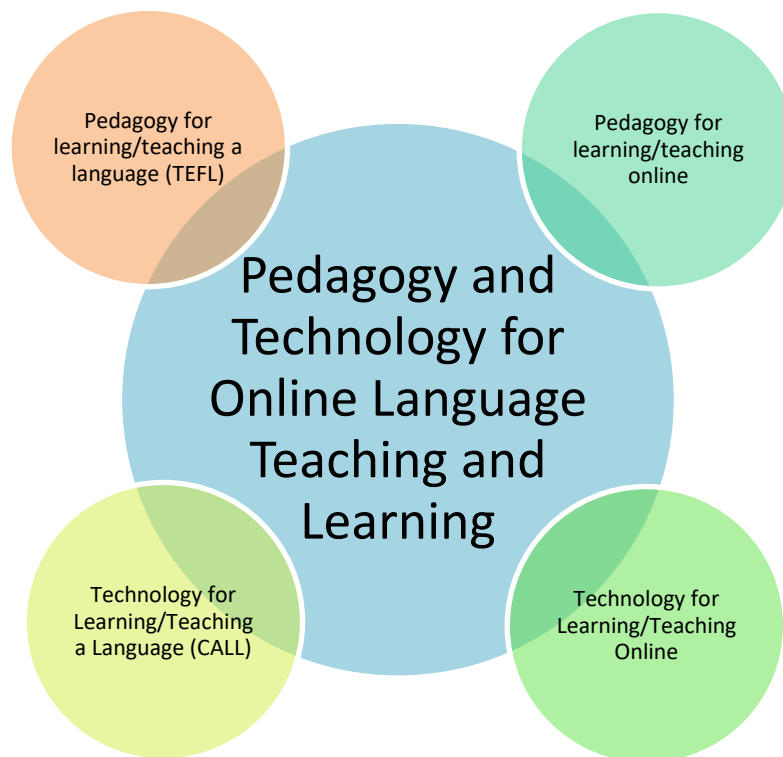 Pedagogy for
learning/teaching a
language (TEFL)
Pedagogy for
learning/teaching
online
Pedagogy and
Technology for
Online Language
Teaching and
Learning
Technology for
Learning/Teaching
a Language (CALL)
Technology for
Learning/Teaching
Online